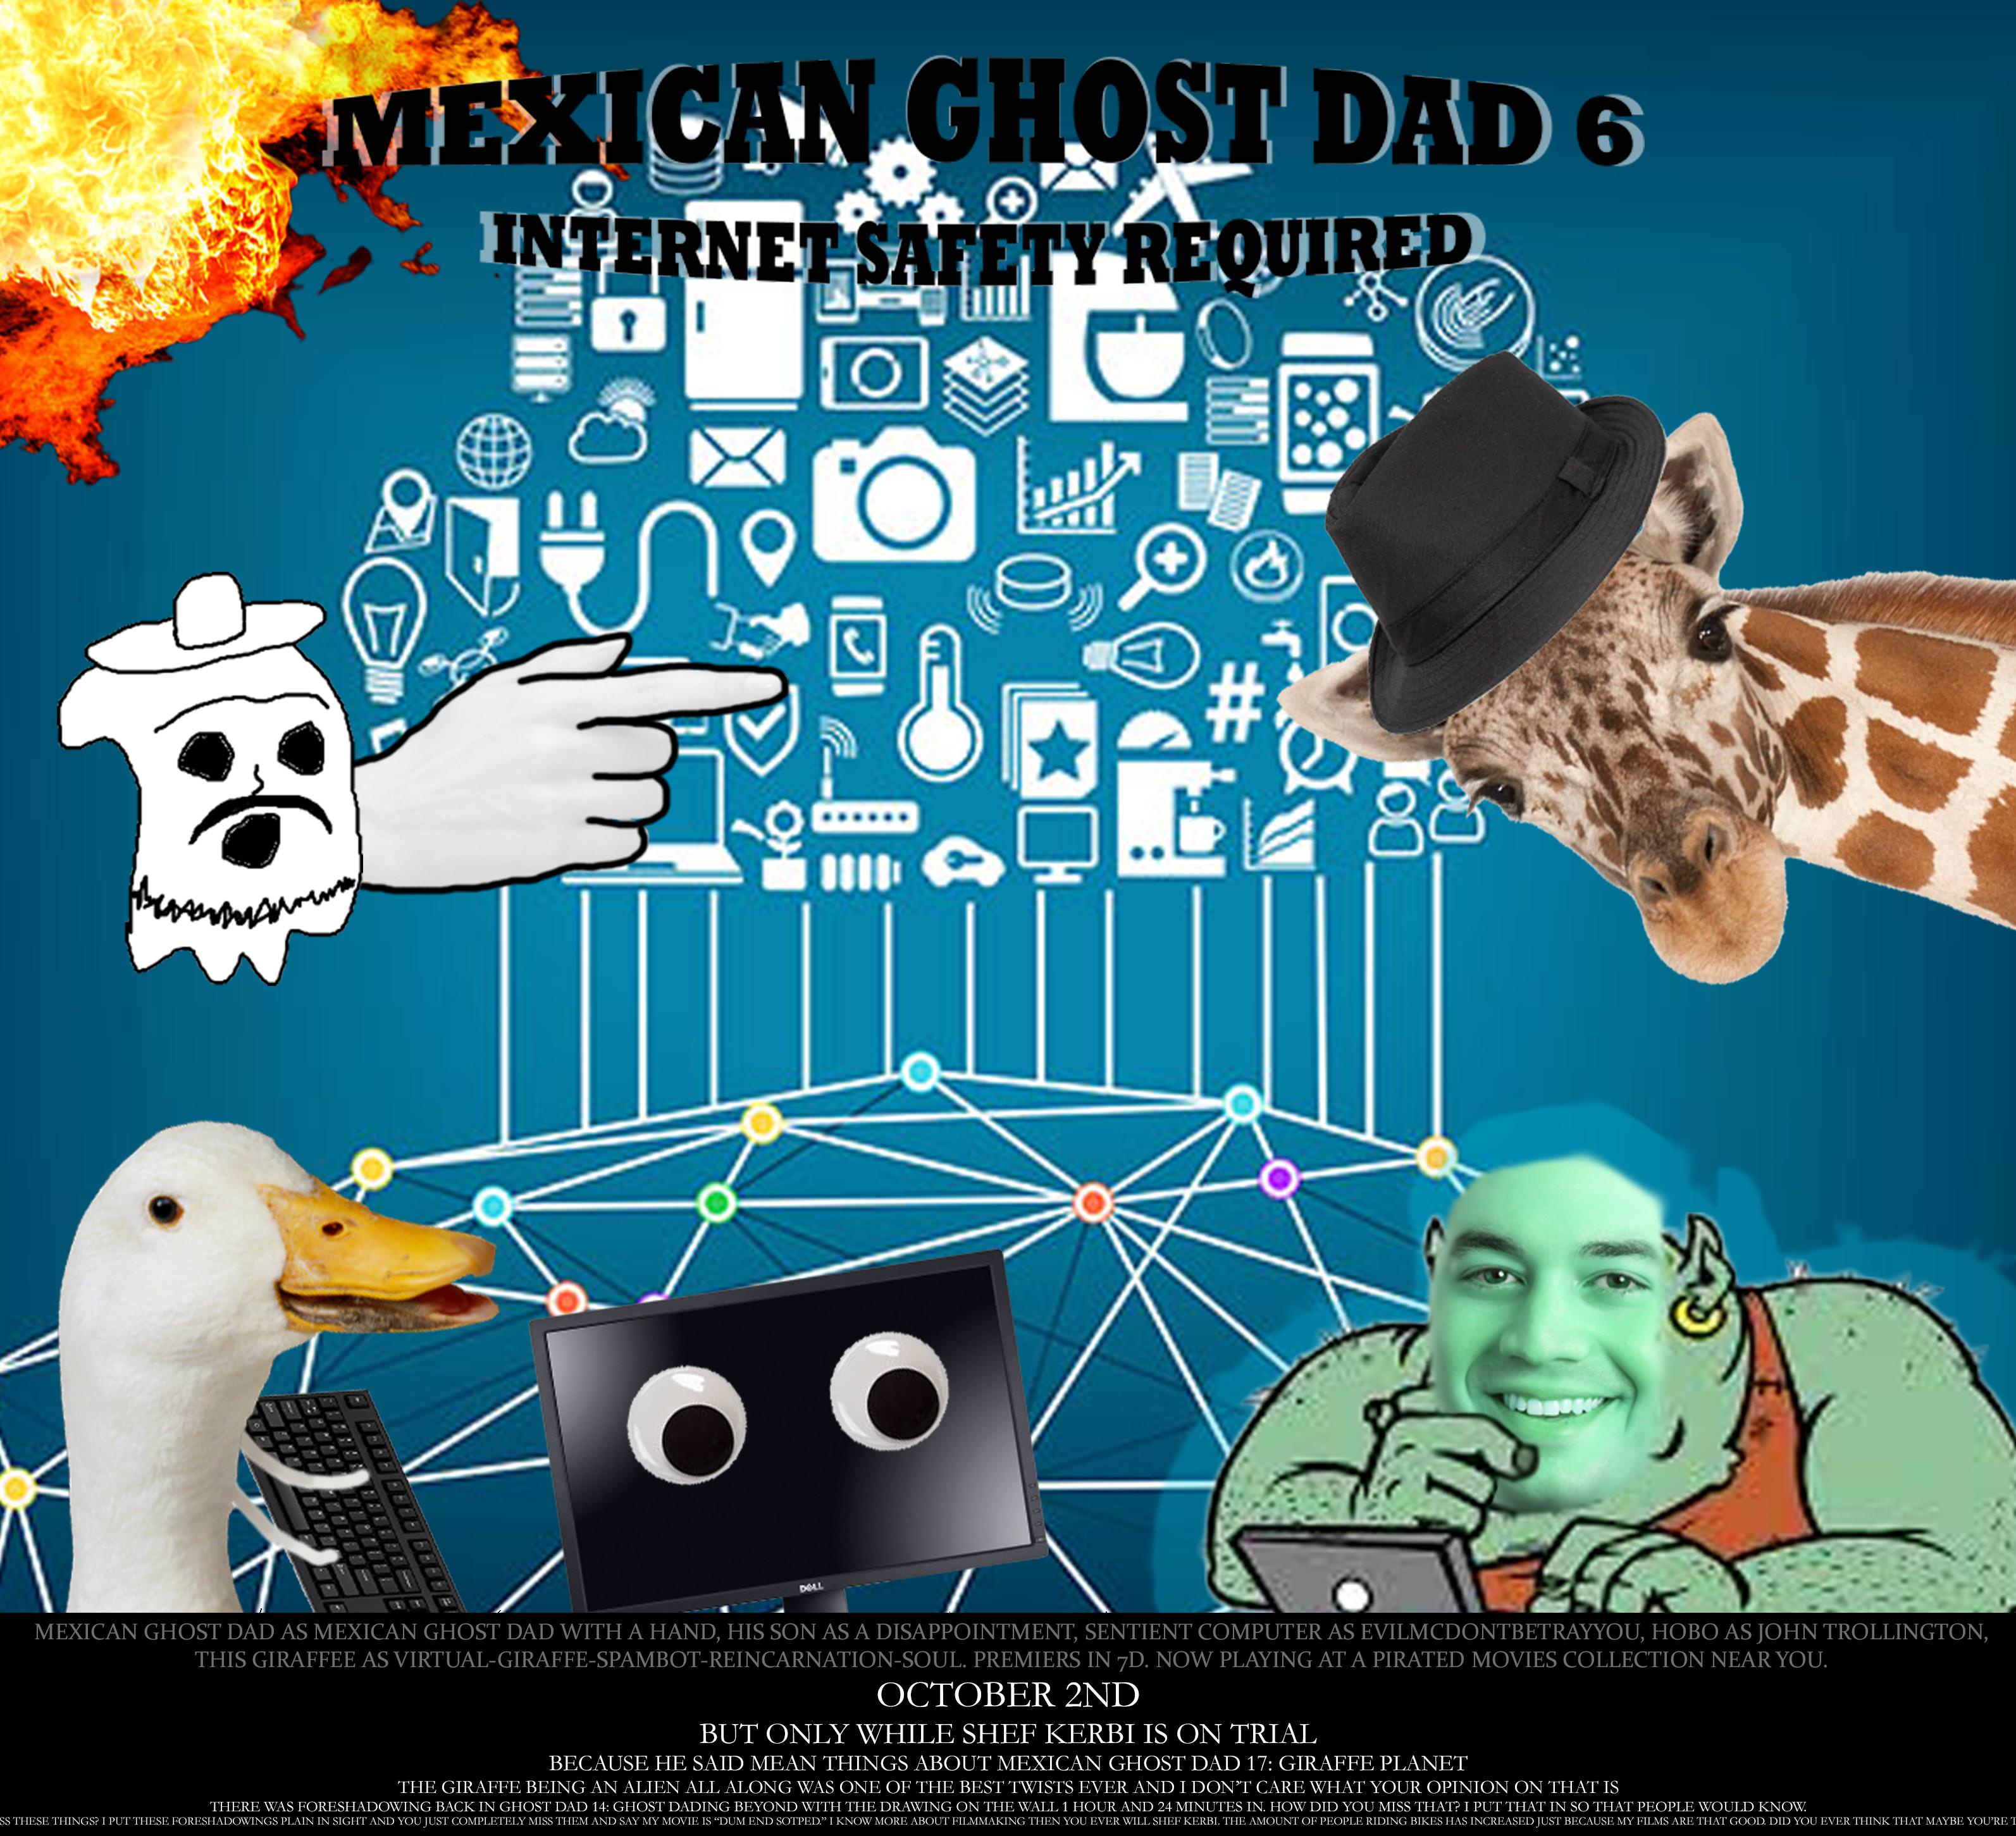 MEXICAN GHOST DAD 6
INTERNET SAFETY REQUIRED
#
DELL
MEXICAN GHOST DAD AS MEXICAN GHOST DAD WITH A HAND, HIS SON AS A DISAPPOINTMENT, SENTIENT COMPUTER AS EVILMCDONTBETRAYYOU, HOBO AS JOHN TROLLINGTON,
THIS GIRAFFEE AS VIRTUAL-GIRAFFE-SPAMBOT-REINCARNATION-SOUL. PREMIERS IN 7D. NOW PLAYING AT A PIRATED MOVIES COLLECTION NEAR YOU.
OCTOBER 2ND
BUT ONLY WHILE SHEF KERBI IS ON TRIAL
BECAUSE HE SAID MEAN THINGS ABOUT MEXICAN GHOST DAD 17: GIRAFFE PLANET
THE GIRAFFE BEING AN ALIEN ALL ALONG WAS ONE OF THE BEST TWISTS EVER AND I DON'T CARE WHAT YOUR OPINION ON THAT IS
THERE WAS FORESHADOWING BACK IN GHOST DAD 14: GHOST DADING BEYOND WITH THE DRAWING ON THE WALL 1 HOUR AND 24 MINUTES IN. HOW DID YOU MISS THAT? I PUT THAT IN SO THAT PEOPLE WOULD KNOW.
SS THESE THINGS? I PUT THESE FORESHADOWINGS PLAIN IN SIGHT AND YOU JUST COMPLETELY MISS THEM AND SAY MY MOVIE IS “DUM END SOTPED.” I KNOW MORE ABOUT FILMMAKING THEN YOU EVER WILL SHEF KERBI. THE AMOUNT OF PEOPLE RIDING BIKES HAS INCREASED JUST BECAUSE MY FILMS ARE THAT GOOD. DID YOU EVER THINK THAT MAYBE YOU'RE